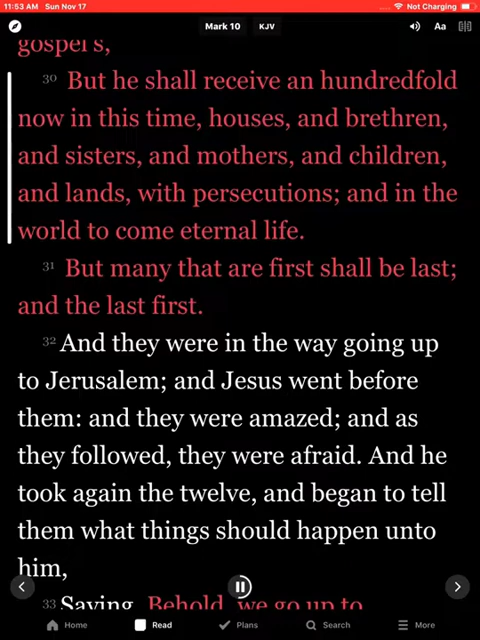 11:53 AM Sun Nov 17
Not Charging
Mark 10 KJV
Aa
gospel's,
30 But he shall receive an hundredfold
now in this time, houses, and brethren,
and sisters, and mothers, and children,
and lands, with persecutions; and in the
world to come eternal life.
31 But many that are first shall be last;
and the last first.
32 And they were in the way going up
to Jerusalem; and Jesus went before
them: and they were amazed; and as
they followed, they were afraid. And he
took again the twelve, and began to tell
them what things should happen unto
him,
33 Saying, Behold, we go up to
Home Read Plans Search More